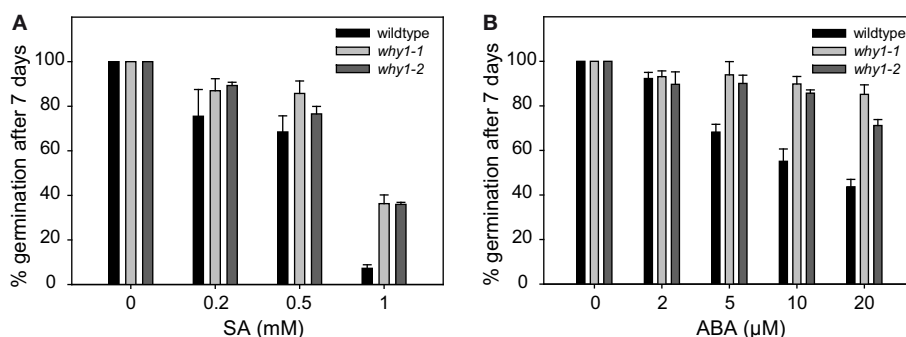 A
wildtype
why1-1
why1-2
% germination after 7 days
100
80
60
40
20
0
0 0.2 0.5 1
SA (mM)
B
wildtype
why1-1
why1-2
% germination after 7 days
100
80
60
40
20
0
0 2 5 10 20
ABA (µM)